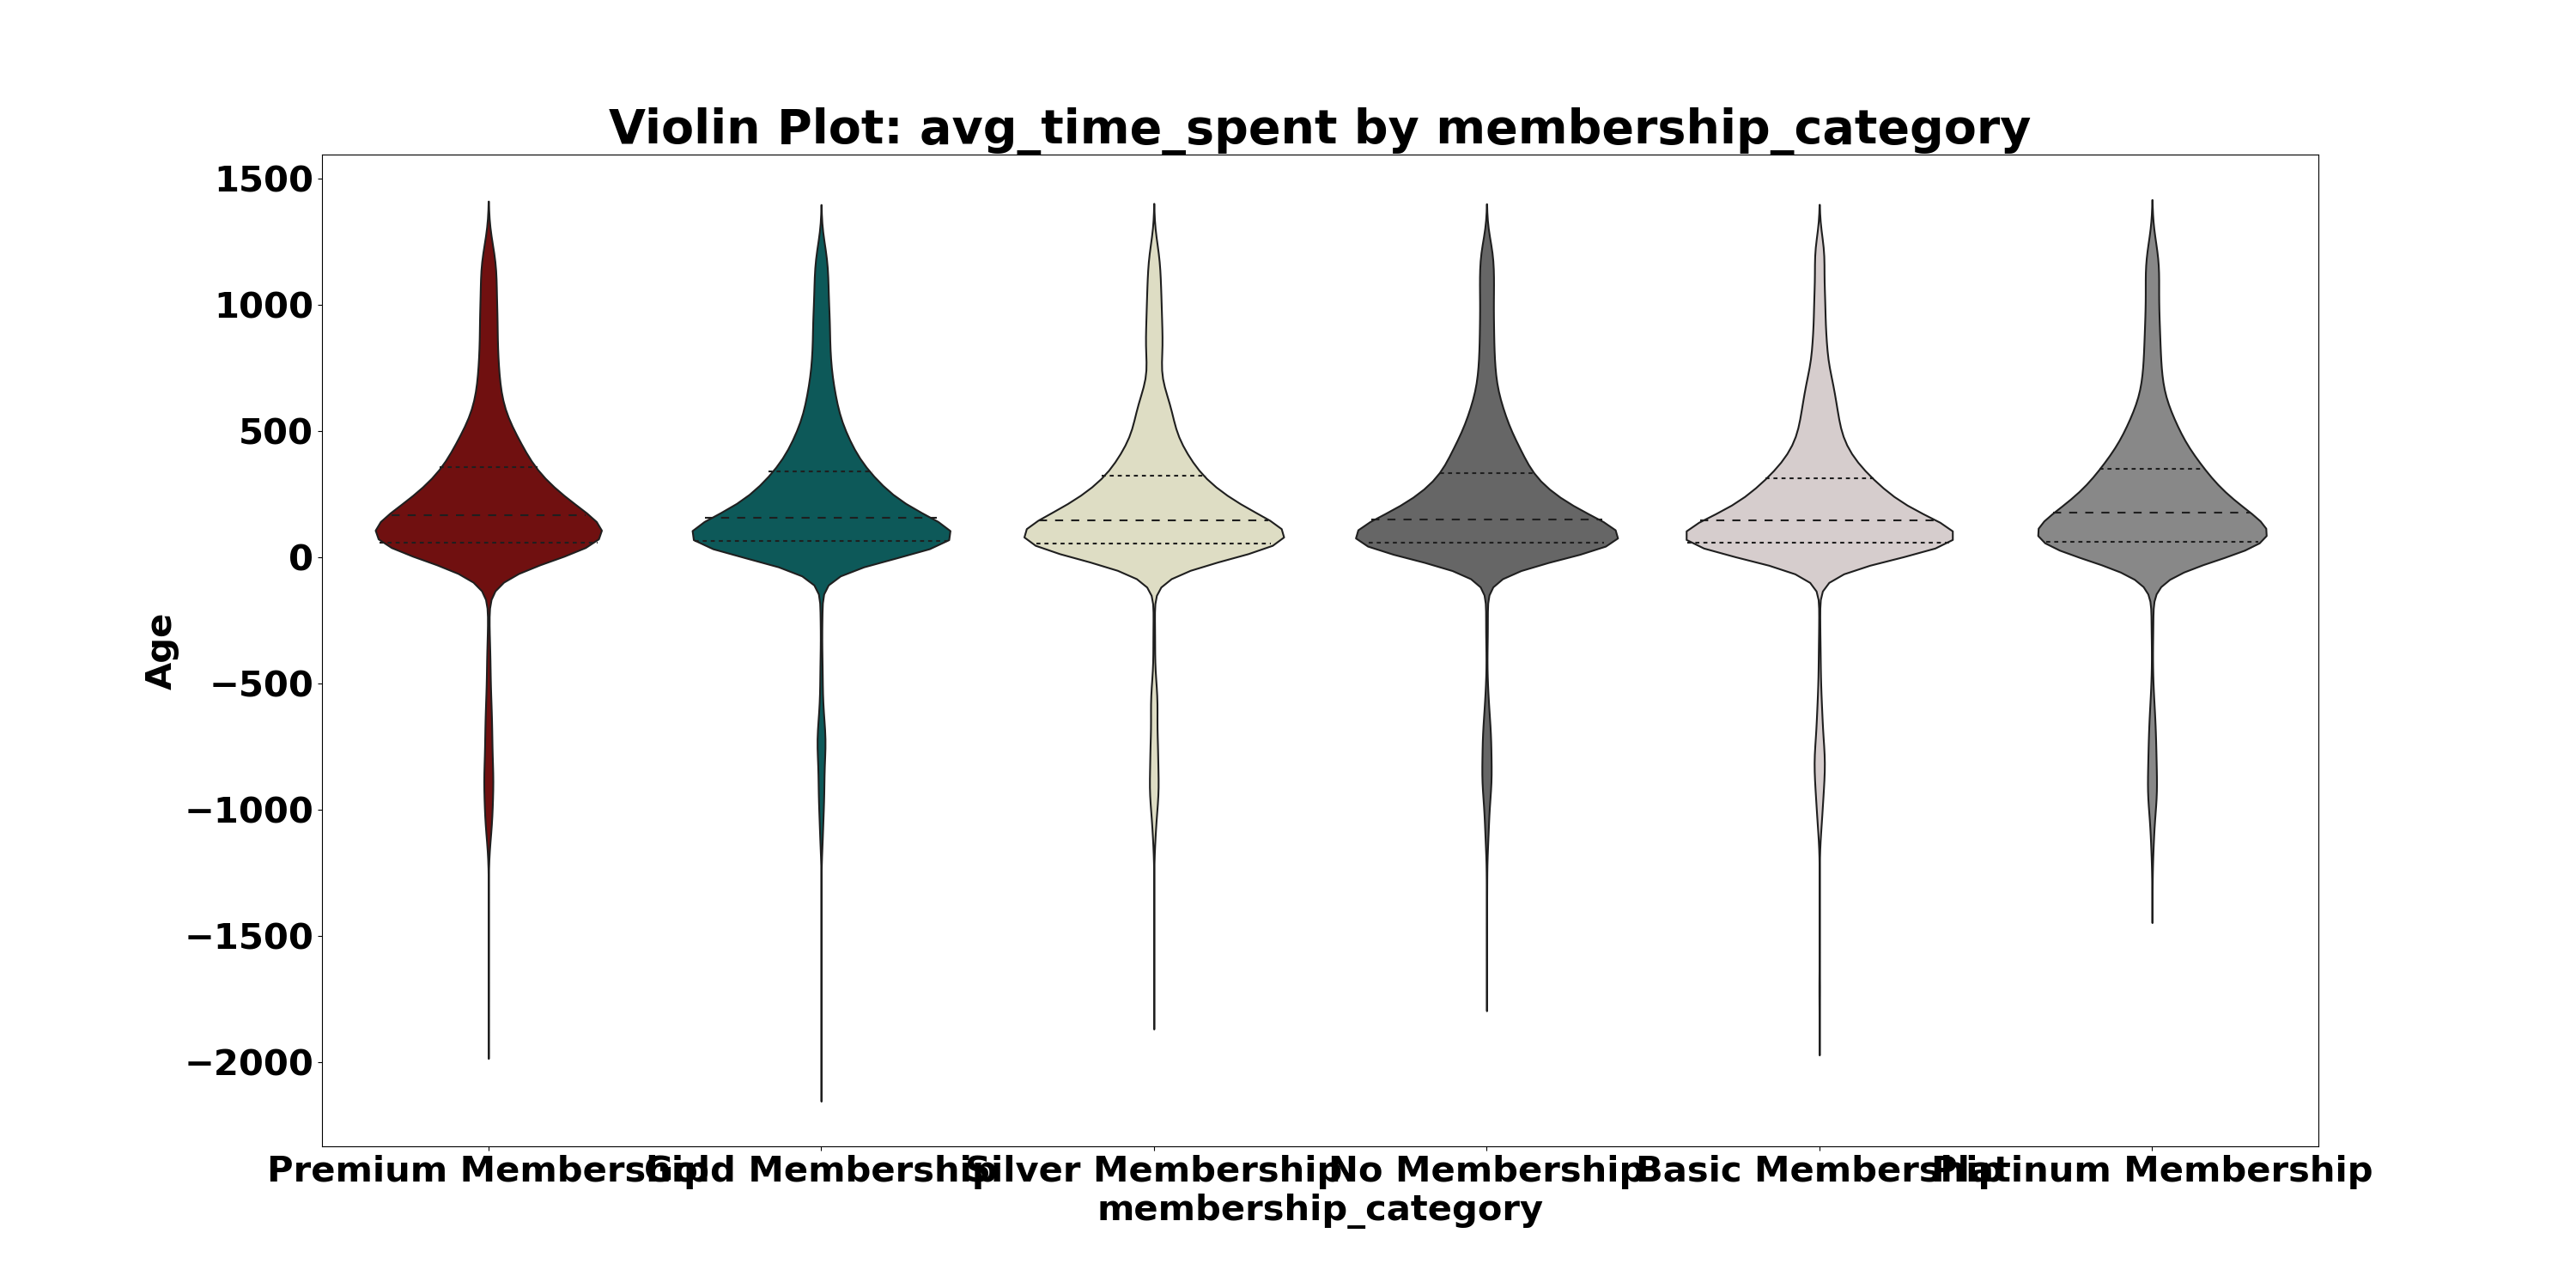 Violin Plot: avg_time_spent by membership_category
1500
1000
500
0
−500
−1000
−1500
−2000
Age
Premium Membership Gold Membership Silver Membership No Membership Basic Membership Platinum Membership
membership_category